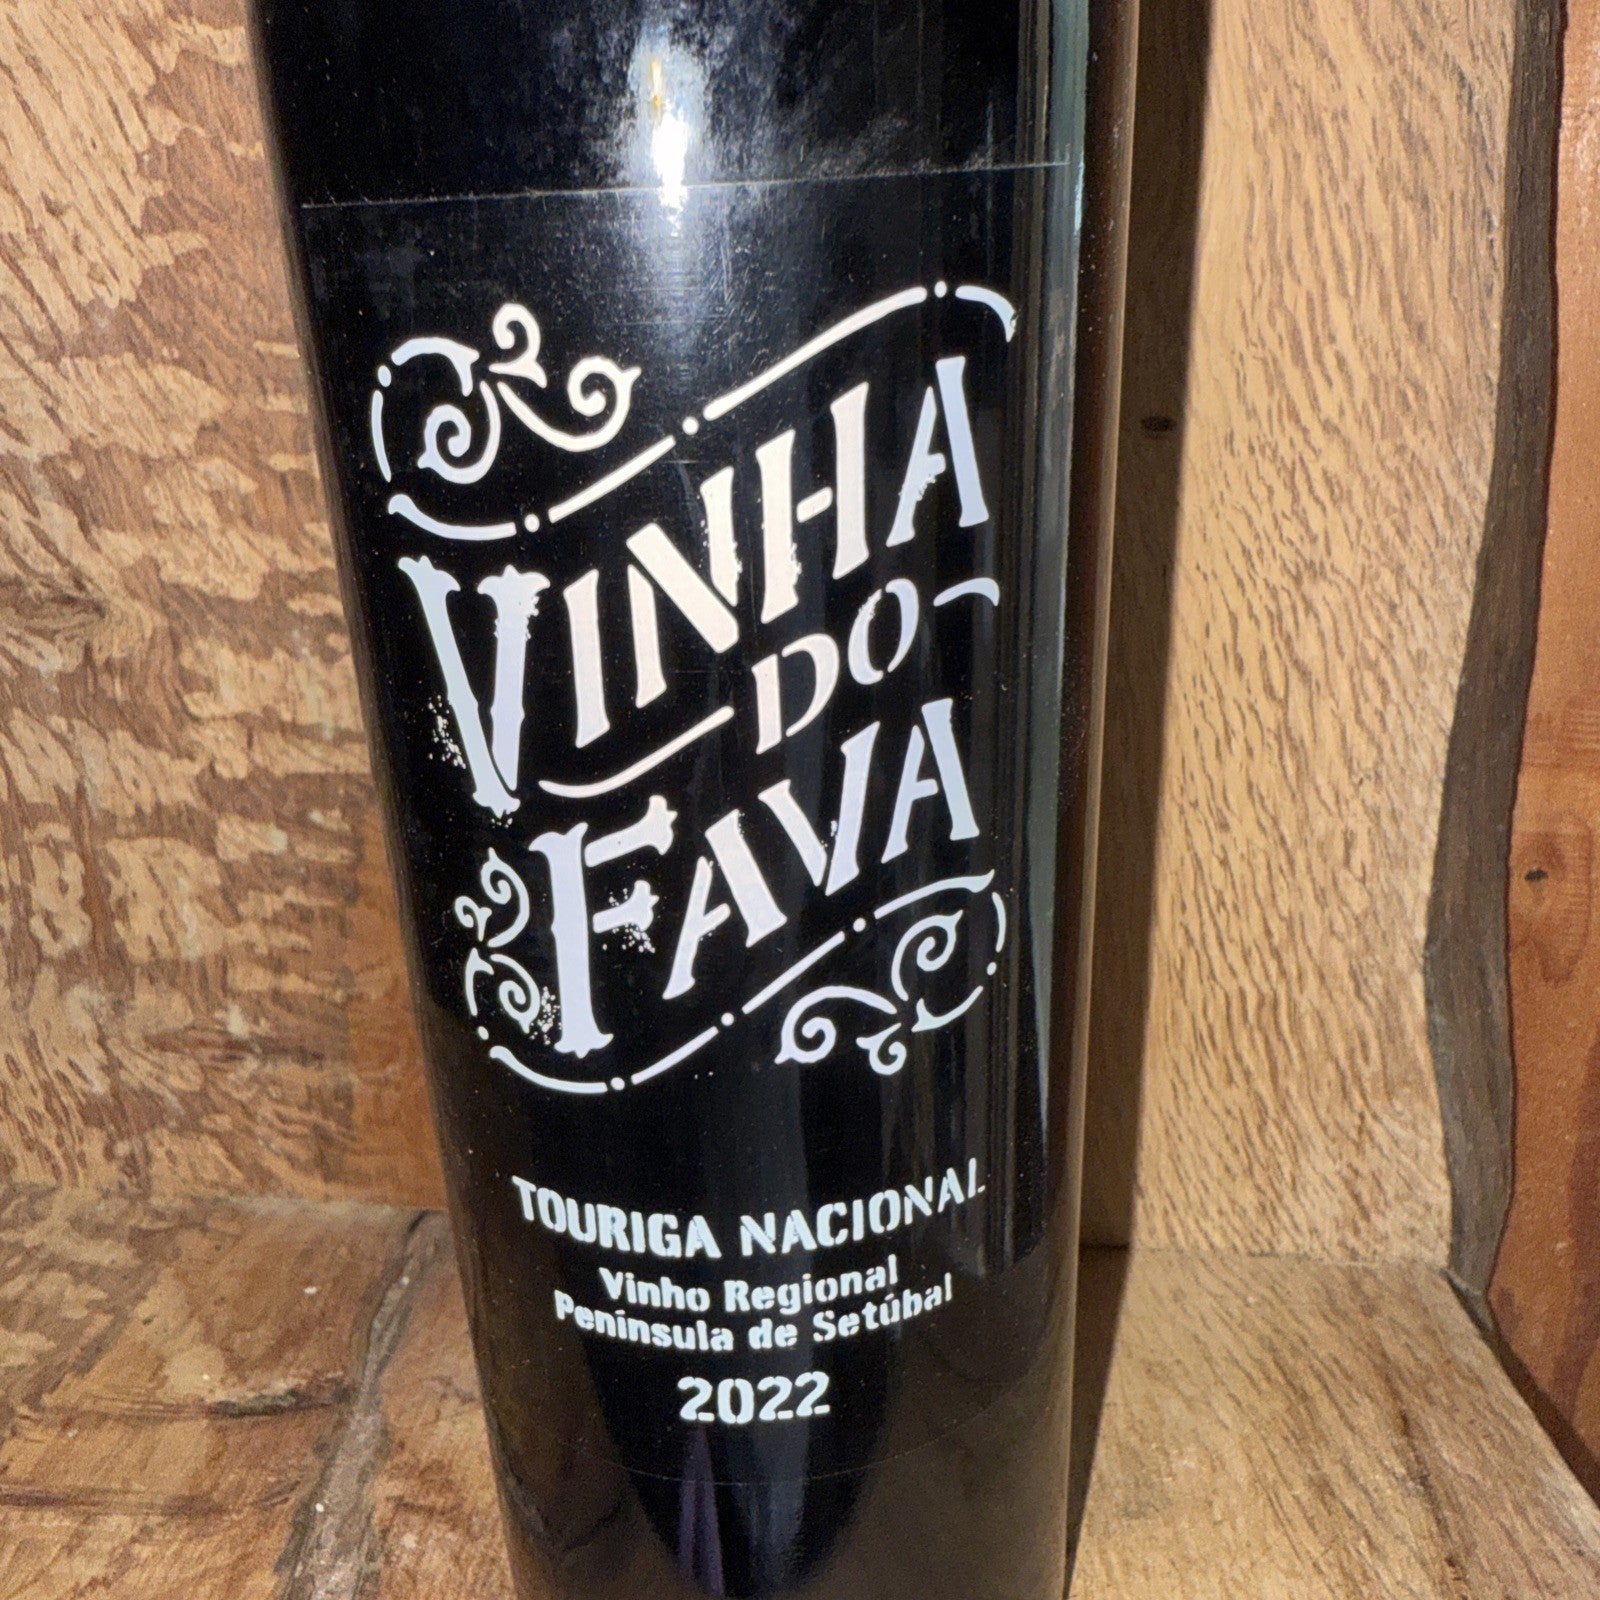 VINHA
DO
FAVA
TOURIGA NACIONAL
Vinho Regional
Península de Setúbal
2022